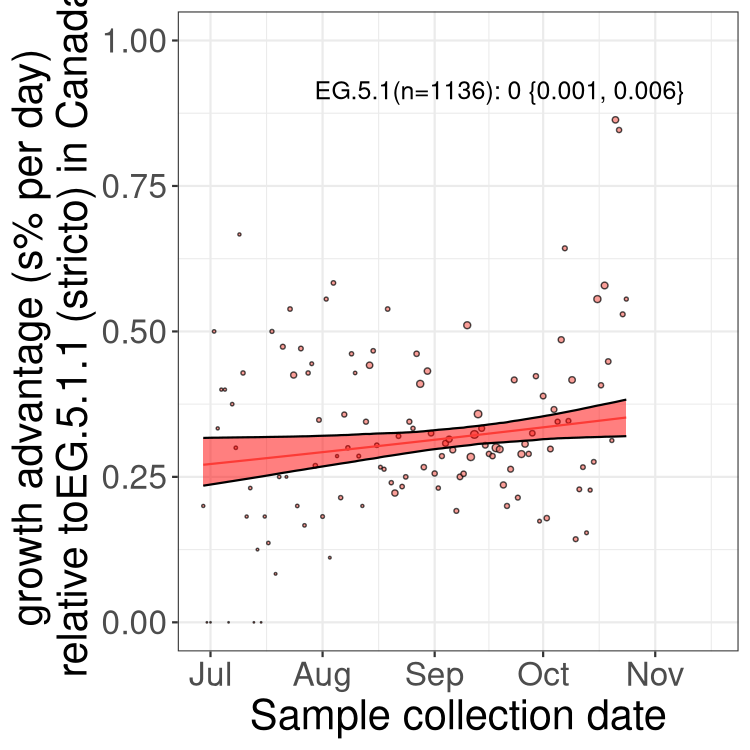 growth advantage (s% per day)
relative toEG.5.1.1 (stricto) in Canada
1.00
0.75
0.50
0.25
0.00
EG.5.1(n=1136): 0 {0.001, 0.006}
Jul Aug Sep Oct Nov
Sample collection date